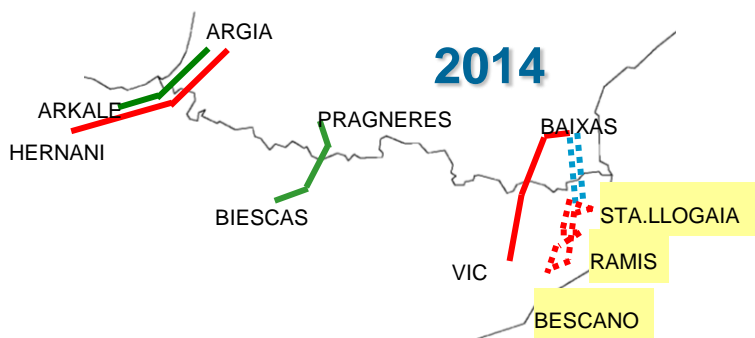 ARGIA
2014
ARKALE
PRAGNERES
BAIXAS
HERNANI
BIESCAS
STA.LLOGAIA
VIC
RAMIS
BESCANO